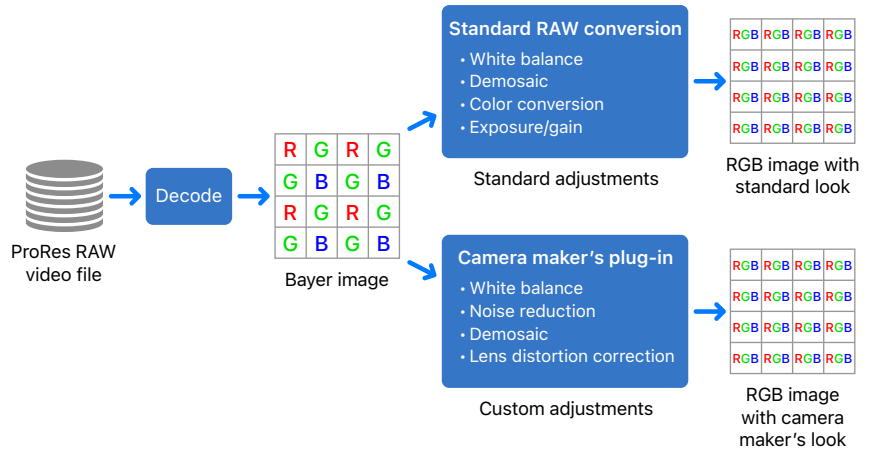 ProRes RAW
video file
Decode
R G R G
G B G B
R G R G
G B G B
Bayer image
Standard RAW conversion
• White balance
• Demosaic
• Color conversion
• Exposure/gain
Standard adjustments
RGB RGB RGB RGB
RGB RGB RGB RGB
RGB RGB RGB RGB
RGB RGB RGB RGB
RGB image with
standard look
Camera maker’s plug-in
• White balance
• Noise reduction
• Demosaic
• Lens distortion correction
Custom adjustments
RGB RGB RGB RGB
RGB RGB RGB RGB
RGB RGB RGB RGB
RGB RGB RGB RGB
RGB image
with camera
maker’s look